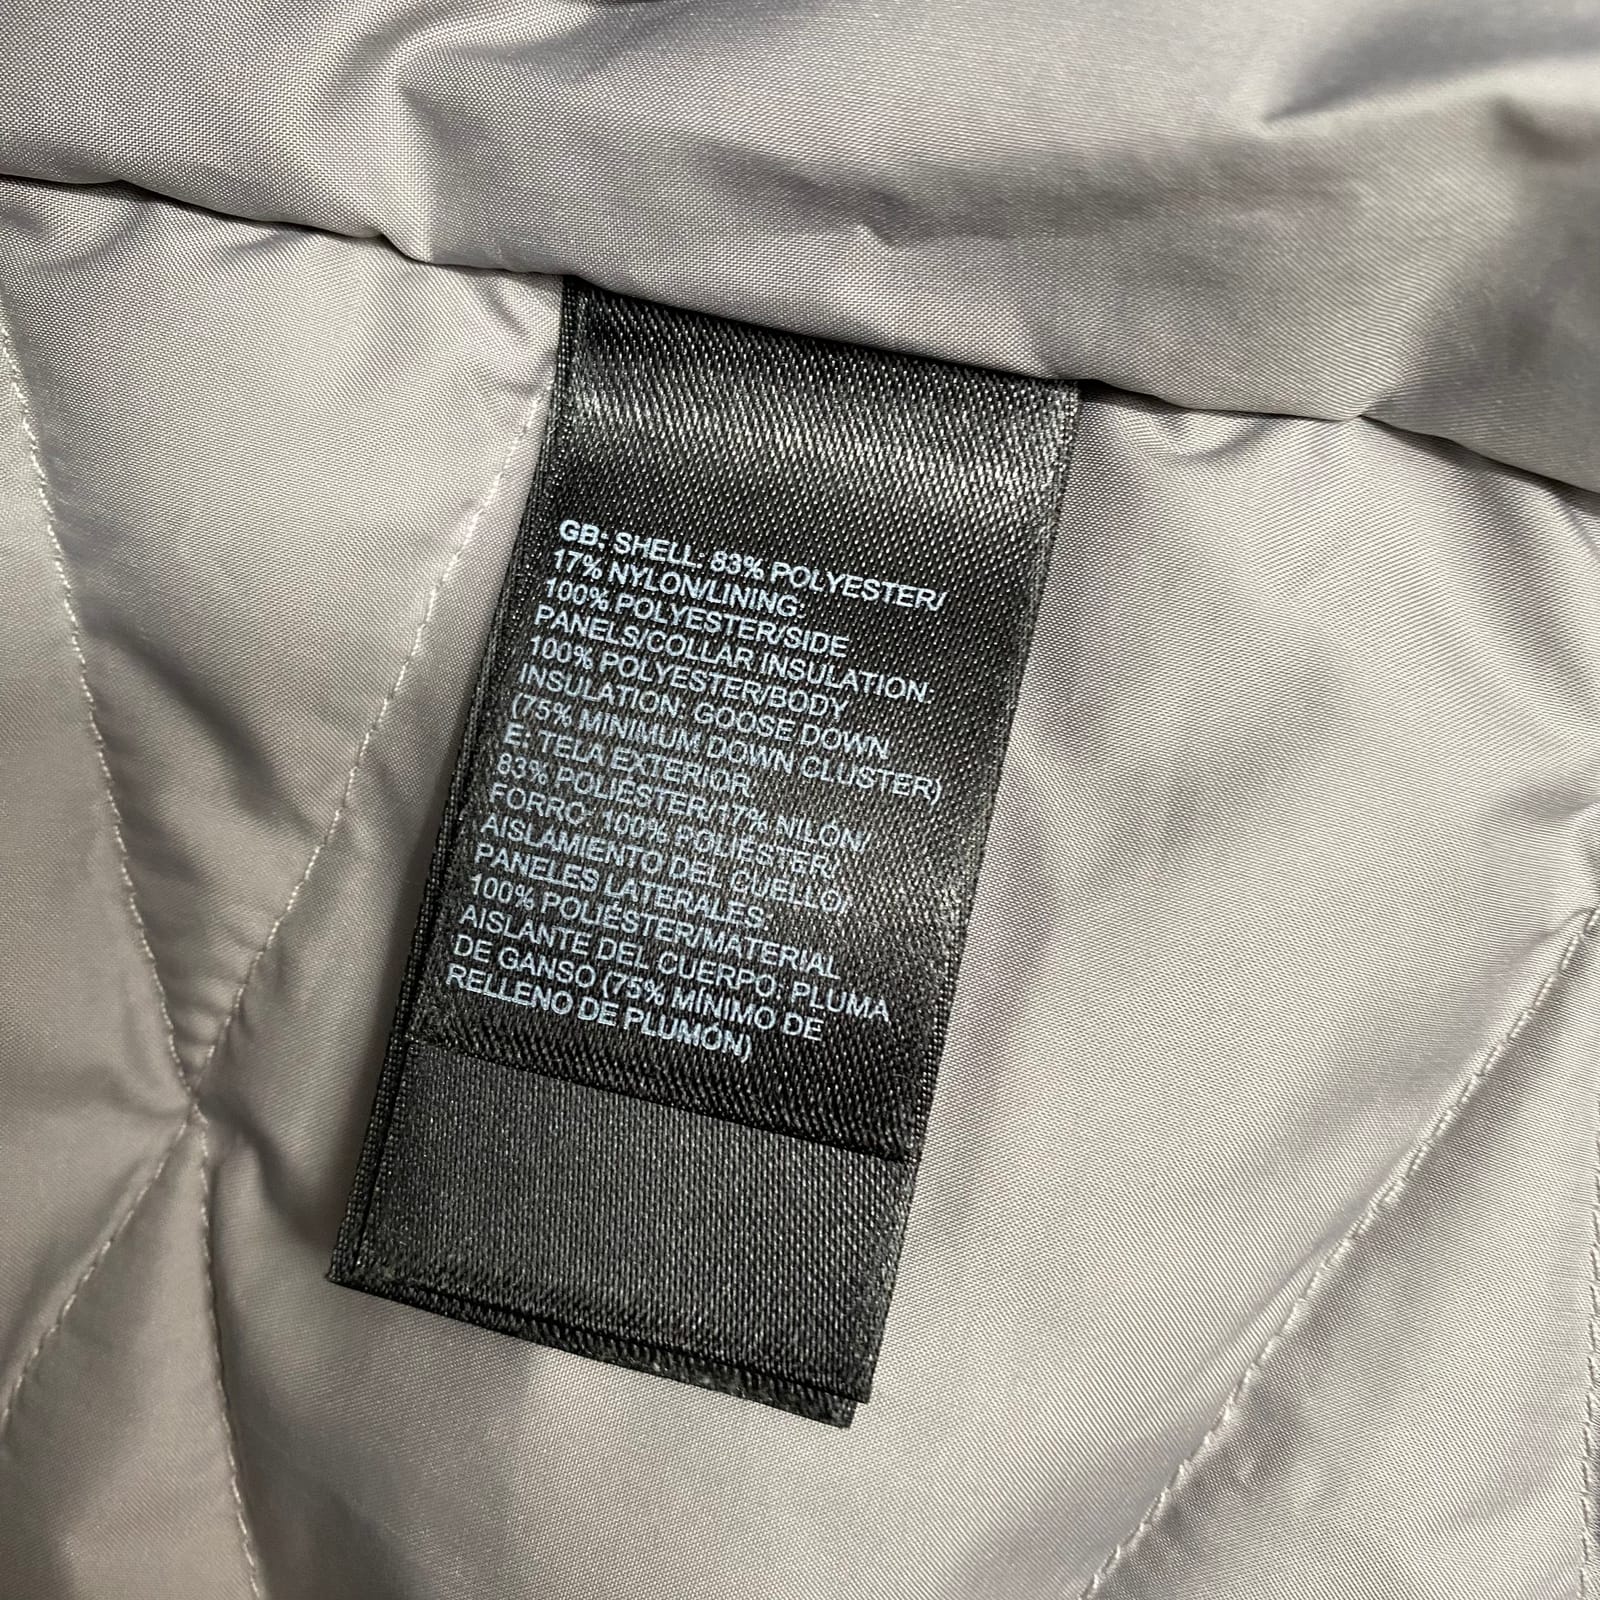 GB: SHELL: 83% POLYESTER/
17% NYLON/LINING:
100% POLYESTER/SIDE
PANELS/COLLAR INSULATION:
100% POLYESTER/BODY
INSULATION: GOOSE DOWN
(75% MINIMUM DOWN CLUSTER)
E: TELA EXTERIOR
83% POLIÉSTER/17% NILÓN/
FORRO: 100% POLIÉSTER/
AISLAMIENTO DEL CUELLO/
PANELES LATERALES:
100% POLIÉSTER/MATERIAL
AISLANTE DEL CUERPO: PLUMA
DE GANSO (75% MÍNIMO DE
RELLENO DE PLUMÓN)